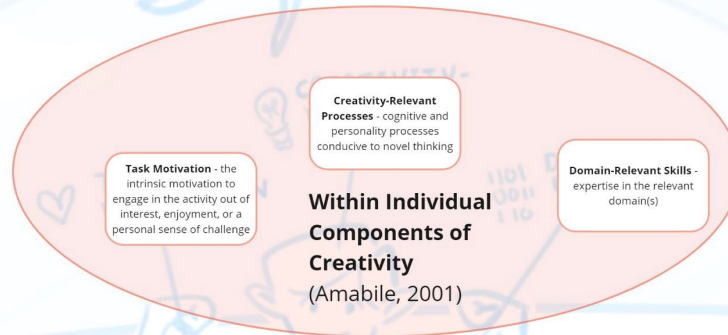 Creativity-Relevant
Processes - cognitive and
personality processes
conducive to novel thinking
Task Motivation - the
intrinsic motivation to
engage in the activity out of
interest, enjoyment, or a
personal sense of challenge
Domain-Relevant Skills -
expertise in the relevant
domain(s)
Within Individual
Components of
Creativity
(Amabile, 2001)